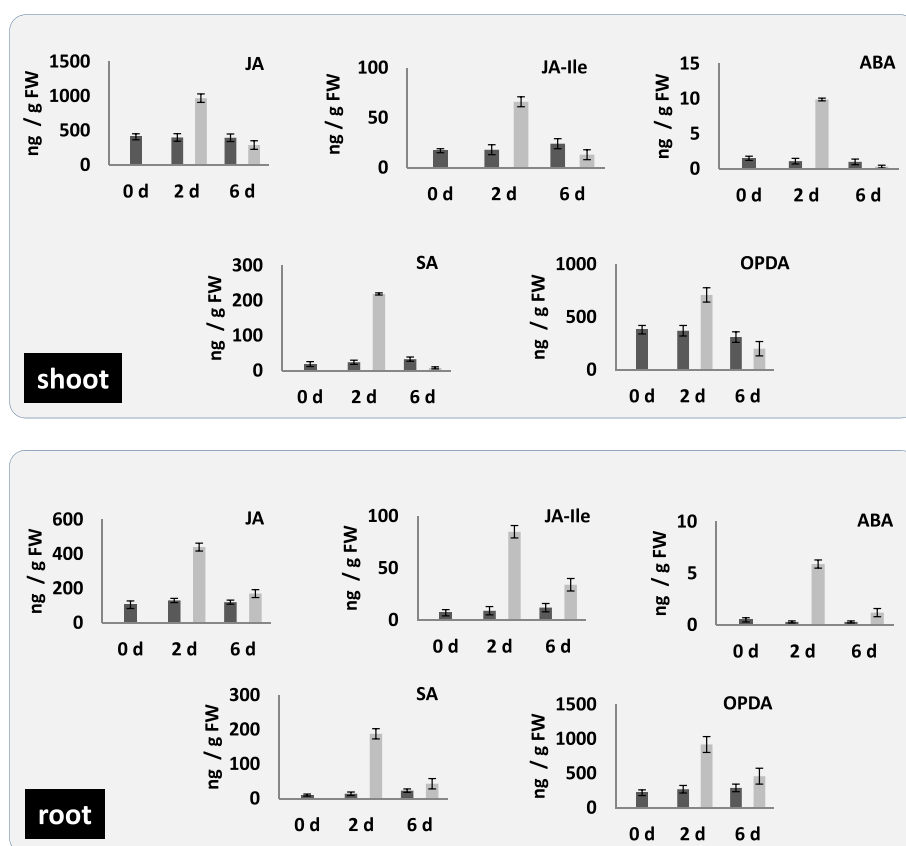 JA
1500
1000
500
0
ng / g FW
0 d 2 d 6 d
JA-Ile
100
50
0
ng / g FW
0 d 2 d 6 d
ABA
15
10
5
0
ng / g FW
0 d 2 d 6 d
SA
300
200
100
0
ng / g FW
0 d 2 d 6 d
OPDA
1000
500
0
ng / g FW
0 d 2 d 6 d
shoot
JA
600
400
200
0
ng / g FW
0 d 2 d 6 d
JA-Ile
100
50
0
ng / g FW
0 d 2 d 6 d
ABA
10
5
0
ng / g FW
0 d 2 d 6 d
SA
300
200
100
0
ng / g FW
0 d 2 d 6 d
OPDA
1500
1000
500
0
ng / g FW
0 d 2 d 6 d
root